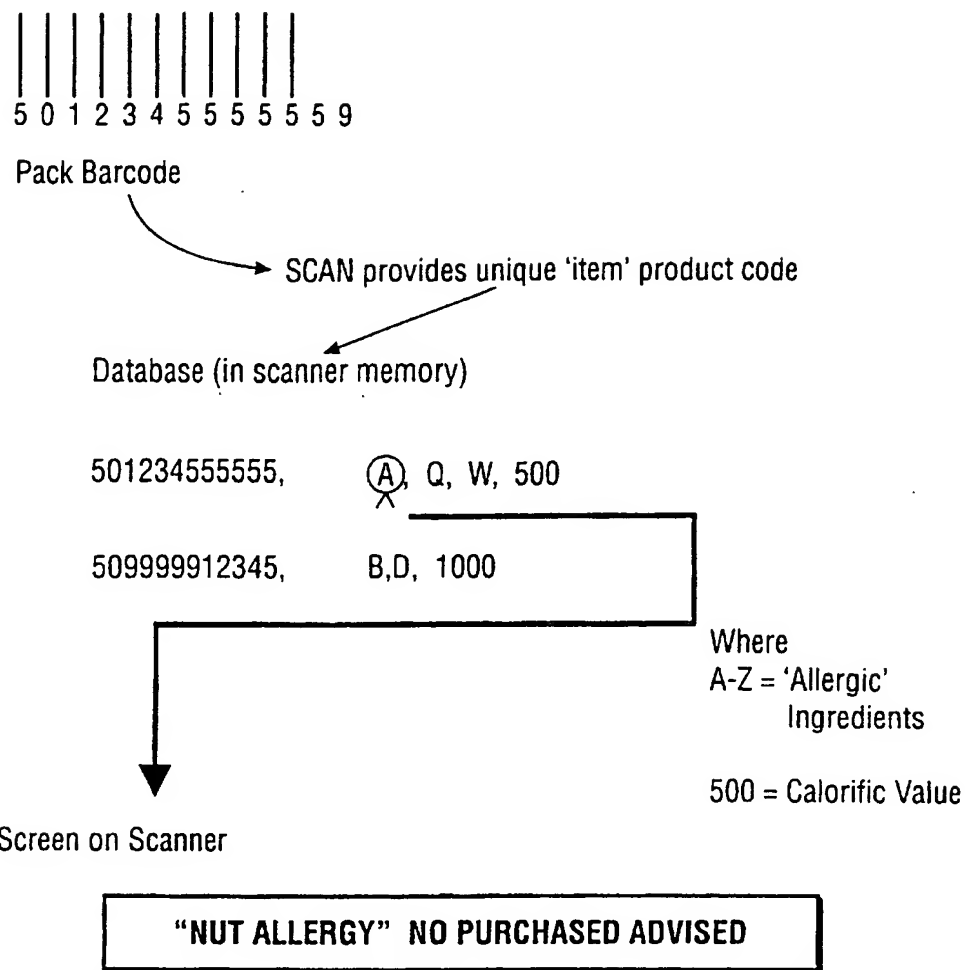 5 0 1 2 3 4 5 5 5 5 5 5 9
Pack Barcode
SCAN provides unique 'item' product code
Database (in scanner memory)
501234555555, A, Q, W, 500
509999912345, B,D, 1000
Where
A-Z = 'Allergic'
Ingredients
500 = Calorific Value
Screen on Scanner
"NUT ALLERGY" NO PURCHASED ADVISED